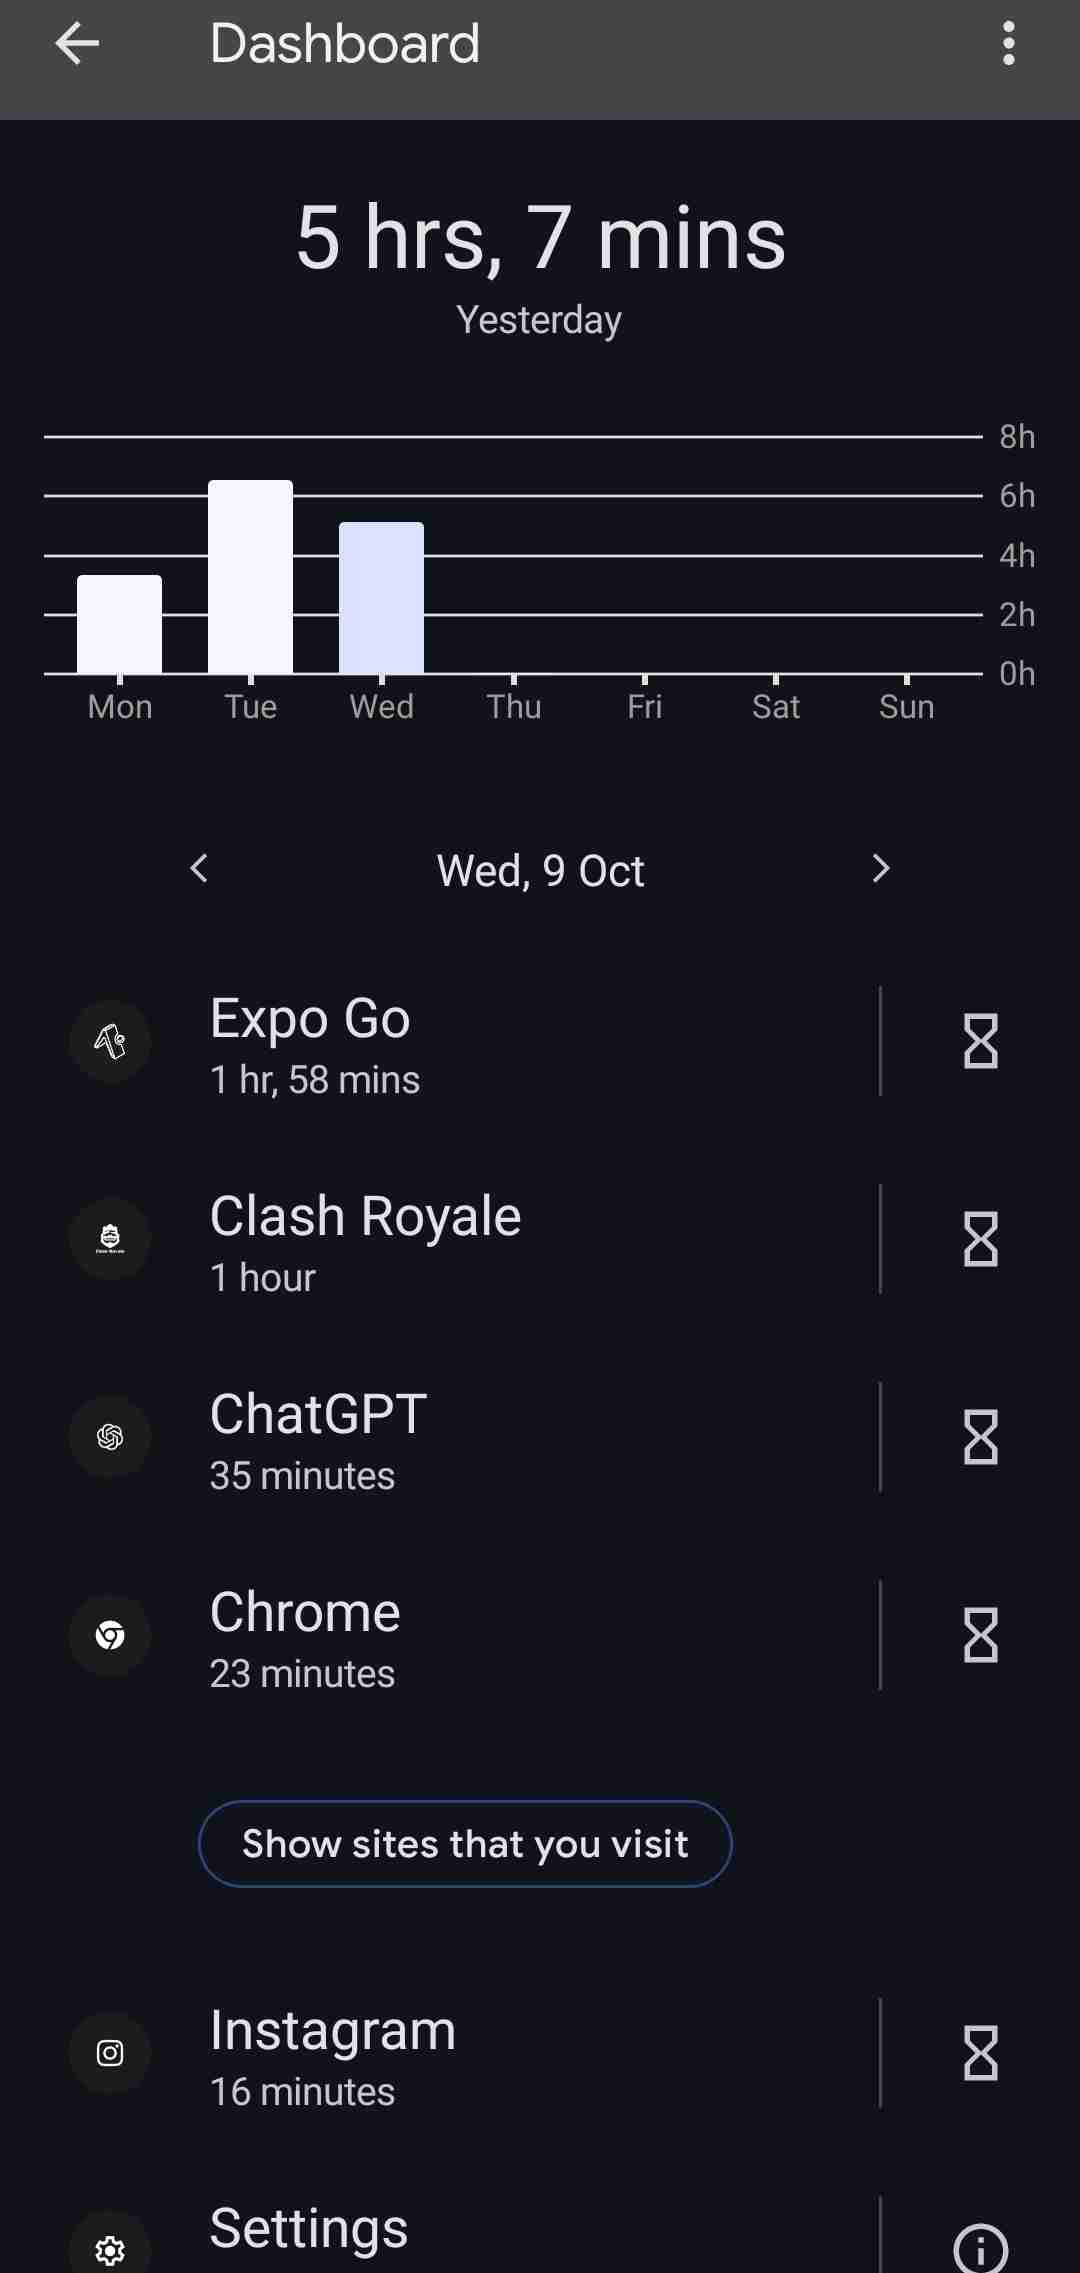 Dashboard
5 hrs, 7 mins
Yesterday
8h
6h
4h
2h
0h
Mon Tue Wed Thu Fri Sat Sun
Wed, 9 Oct
Expo Go
1 hr, 58 mins
Clash Royale
1 hour
ChatGPT
35 minutes
Chrome
23 minutes
Show sites that you visit
Instagram
16 minutes
Settings